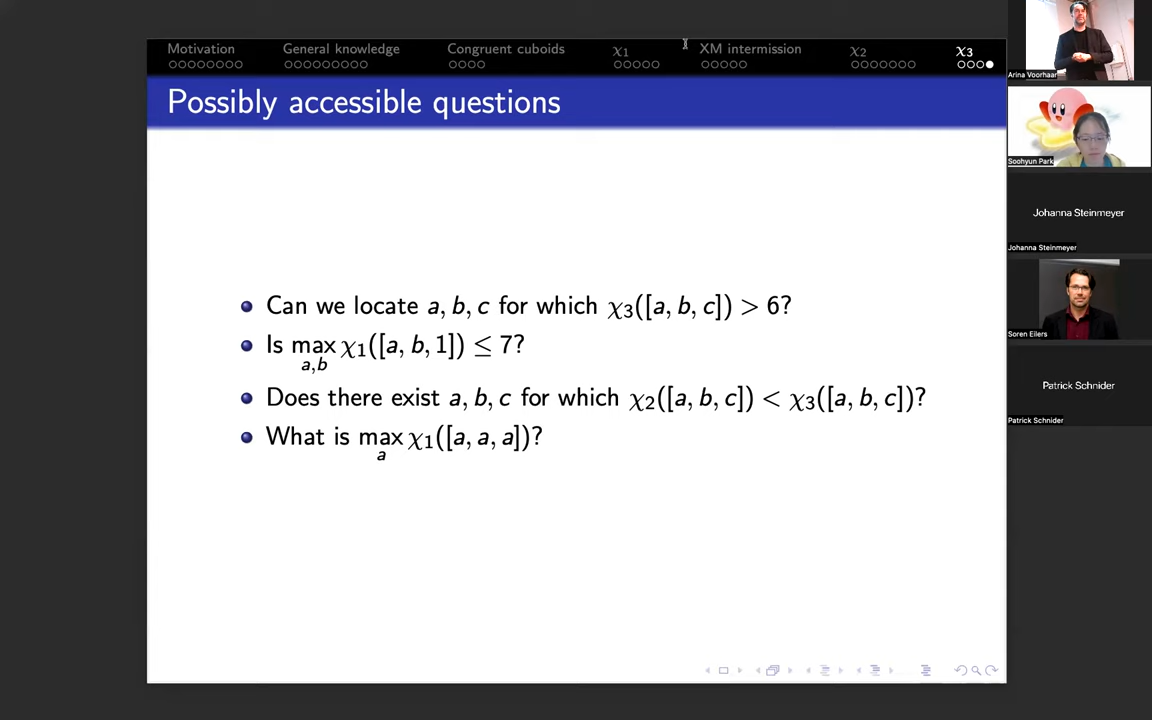 Motivation General knowledge Congruent cuboids χ₁ XM intermission χ₂ χ₃
Possibly accessible questions
Can we locate a, b, c for which χ₃([a, b, c]) > 6?
Is max χ₁([a, b, 1]) ≤ 7?
a,b
Does there exist a, b, c for which χ₂([a, b, c]) < χ₃([a, b, c])?
What is max χ₁([a, a, a])?
a
Arina Voorhaar
Soohyun Park
Johanna Steinmeyer
Johanna Steinmeyer
Soren Eilers
Patrick Schnider
Patrick Schnider